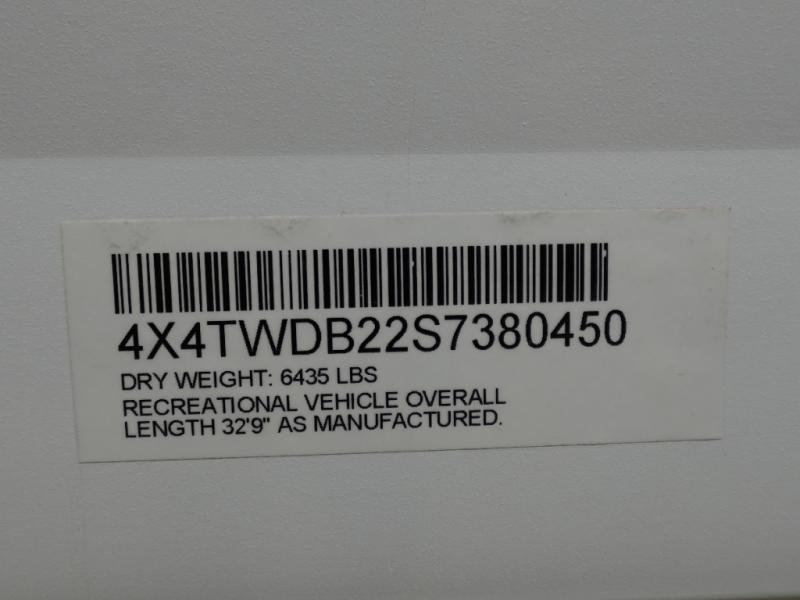 4X4TWDB22S7380450
DRY WEIGHT: 6435 LBS
RECREATIONAL VEHICLE OVERALL
LENGTH 32'9" AS MANUFACTURED.